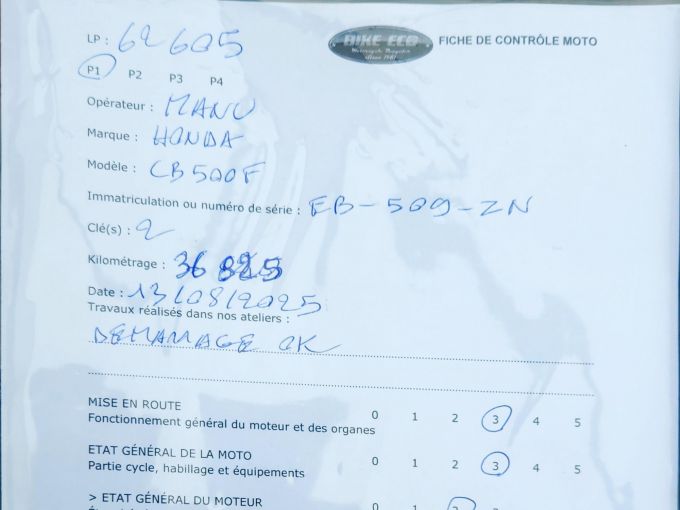 LP : 62605
BIKE-ECO
FICHE DE CONTRÔLE MOTO
P1 P2 P3 P4
Opérateur : MANU
Marque : HONDA
Modèle : CB500F
Immatriculation ou numéro de série : EB-509-ZN
Clé(s) : 2
Kilométrage : 36 825
Date : 13/08/2025
Travaux réalisés dans nos ateliers :
DEMARRAGE OK
MISE EN ROUTE
Fonctionnement général du moteur et des organes 0 1 2 3 4 5
ETAT GÉNÉRAL DE LA MOTO
Partie cycle, habillage et équipements 0 1 2 3 4 5
> ETAT GÉNÉRAL DU MOTEUR
0 1 2